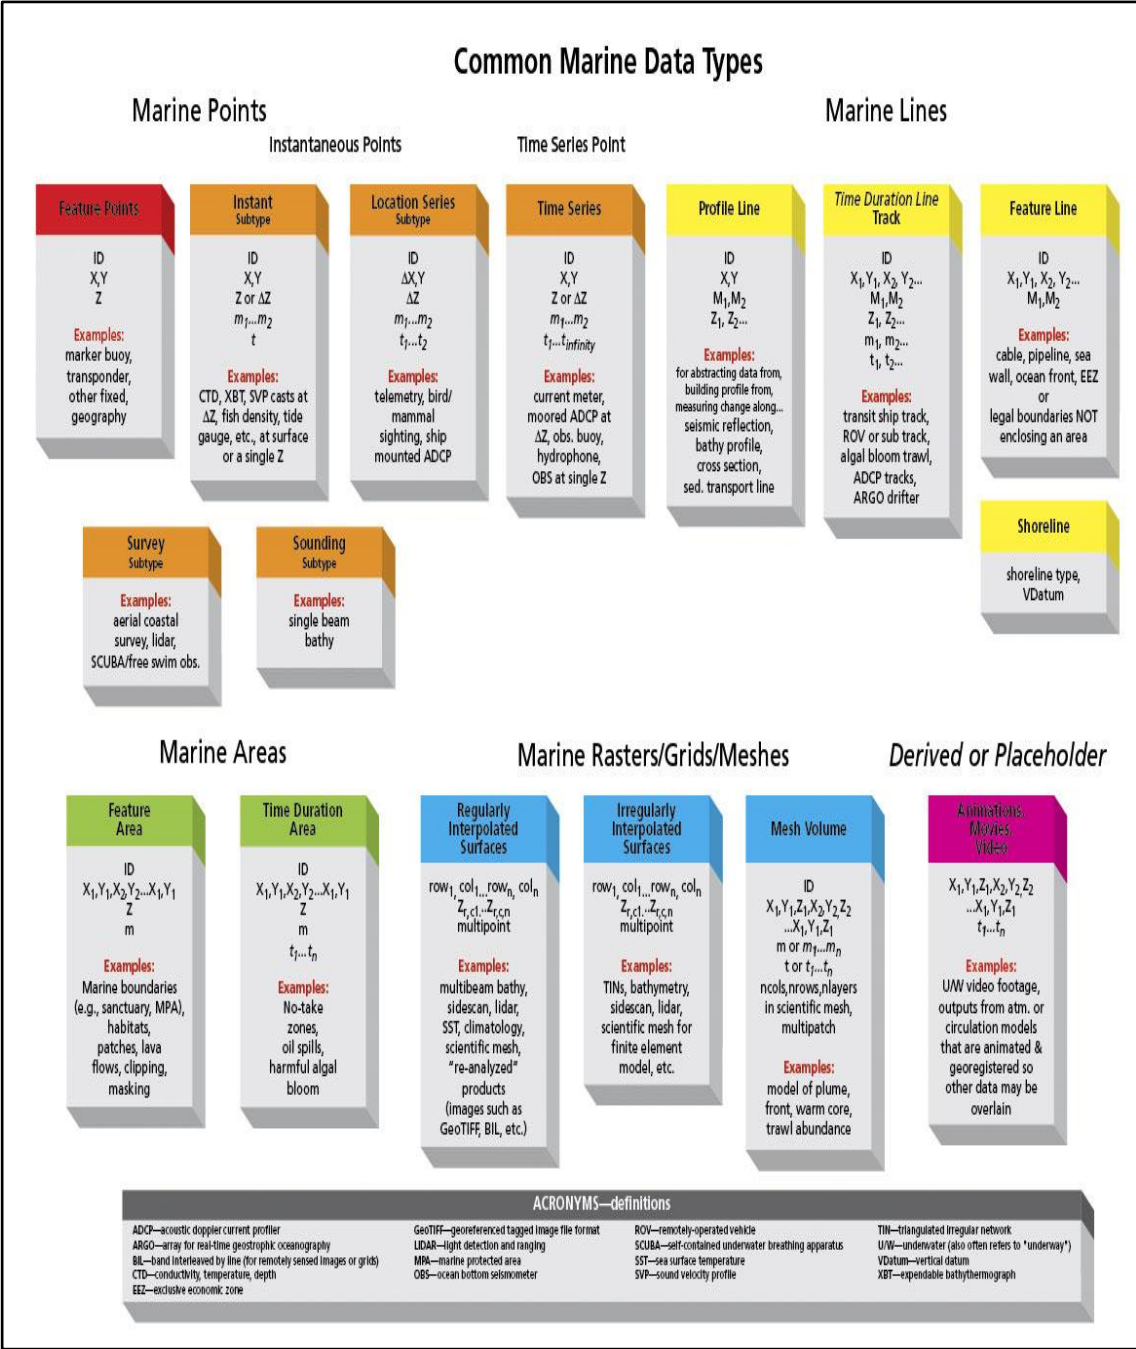 Common Marine Data Types
Marine Points
Marine Lines
Instantaneous Points
Time Series Point
Feature Points
ID
X,Y
Z
Examples:
marker buoy,
transponder,
other fixed,
geography
Instant
Subtype
ID
X,Y
Z or ΔZ
m1...m2
t
Examples:
CTD, XBT, SVP casts at
ΔZ, fish density, tide
gauge, etc., at surface
or a single Z
Location Series
Subtype
ID
ΔX,Y
ΔZ
m1...m2
t1...t2
Examples:
telemetry, bird/
mammal
sighting, ship
mounted ADCP
Time Series
ID
X,Y
Z or ΔZ
m1...m2
t1...tinfinity
Examples:
current meter,
moored ADCP at
ΔZ, obs. buoy,
hydrophone,
OBS at single Z
Profile Line
ID
X,Y
M1,M2
Z1, Z2...
Examples:
for abstracting data from,
building profile from,
measuring change along...
seismic reflection,
bathy profile,
cross section,
sed. transport line
Time Duration Line
Track
ID
X1,Y1, X2, Y2...
M1,M2
Z1, Z2...
m1, m2...
t1, t2...
Examples:
transit ship track,
ROV or sub track,
algal bloom trawl,
ADCP tracks,
ARGO drifter
Feature Line
ID
X1,Y1, X2, Y2...
M1,M2
Examples:
cable, pipeline, sea
wall, ocean front, EEZ
or
legal boundaries NOT
enclosing an area
Survey
Subtype
Examples:
aerial coastal
survey, lidar,
SCUBA/free swim obs.
Sounding
Subtype
Examples:
single beam
bathy
Shoreline
shoreline type,
VDatum
Marine Areas
Marine Rasters/Grids/Meshes
Derived or Placeholder
Feature
Area
ID
X1,Y1,X2,Y2...X1,Y1
Z
m
Examples:
Marine boundaries
(e.g., sanctuary, MPA),
habitats,
patches, lava
flows, clipping,
masking
Time Duration
Area
ID
X1,Y1,X2,Y2...X1,Y1
Z
m
t1...tn
Examples:
No-take
zones,
oil spills,
harmful algal
bloom
Regularly
Interpolated
Surfaces
row1, col1...rown, coln
Zr,c1...Zr,c,n
multipoint
Examples:
multibeam bathy,
sidescan, lidar,
SST, climatology,
scientific mesh,
"re-analyzed"
products
(images such as
GeoTIFF, BIL, etc.)
Irregularly
Interpolated
Surfaces
row1, col1...rown, coln
Zr,c1...Zr,c,n
multipoint
Examples:
TINs, bathymetry,
sidescan, lidar,
scientific mesh for
finite element
model, etc.
Mesh Volume
ID
X1,Y1,Z1,X2,Y2,Z2
...X1,Y1,Z1
m or m1...mn
t or t1...tn
ncols,nrows,nlayers
in scientific mesh,
multipatch
Examples:
model of plume,
front, warm core,
trawl abundance
Animations,
Movies,
Video
X1,Y1,Z1,X2,Y2,Z2
...X1,Y1,Z1
t1...tn
Examples:
U/W video footage,
outputs from atm. or
circulation models
that are animated &
georegistered so
other data may be
overlain
ACRONYMS—definitions
ADCP—acoustic doppler current profiler
ARGO—array for real-time geostrophic oceanography
BIL—band interleaved by line (for remotely sensed images or grids)
CTD—conductivity, temperature, depth
EEZ—exclusive economic zone
GeoTIFF—georeferenced tagged image file format
LIDAR—light detection and ranging
MPA—marine protected area
OBS—ocean bottom seismometer
ROV—remotely-operated vehicle
SCUBA—self-contained underwater breathing apparatus
SST—sea surface temperature
SVP—sound velocity profile
TIN—triangulated irregular network
U/W—underwater (also often refers to "underway")
VDatum—vertical datum
XBT—expendable bathythermograph